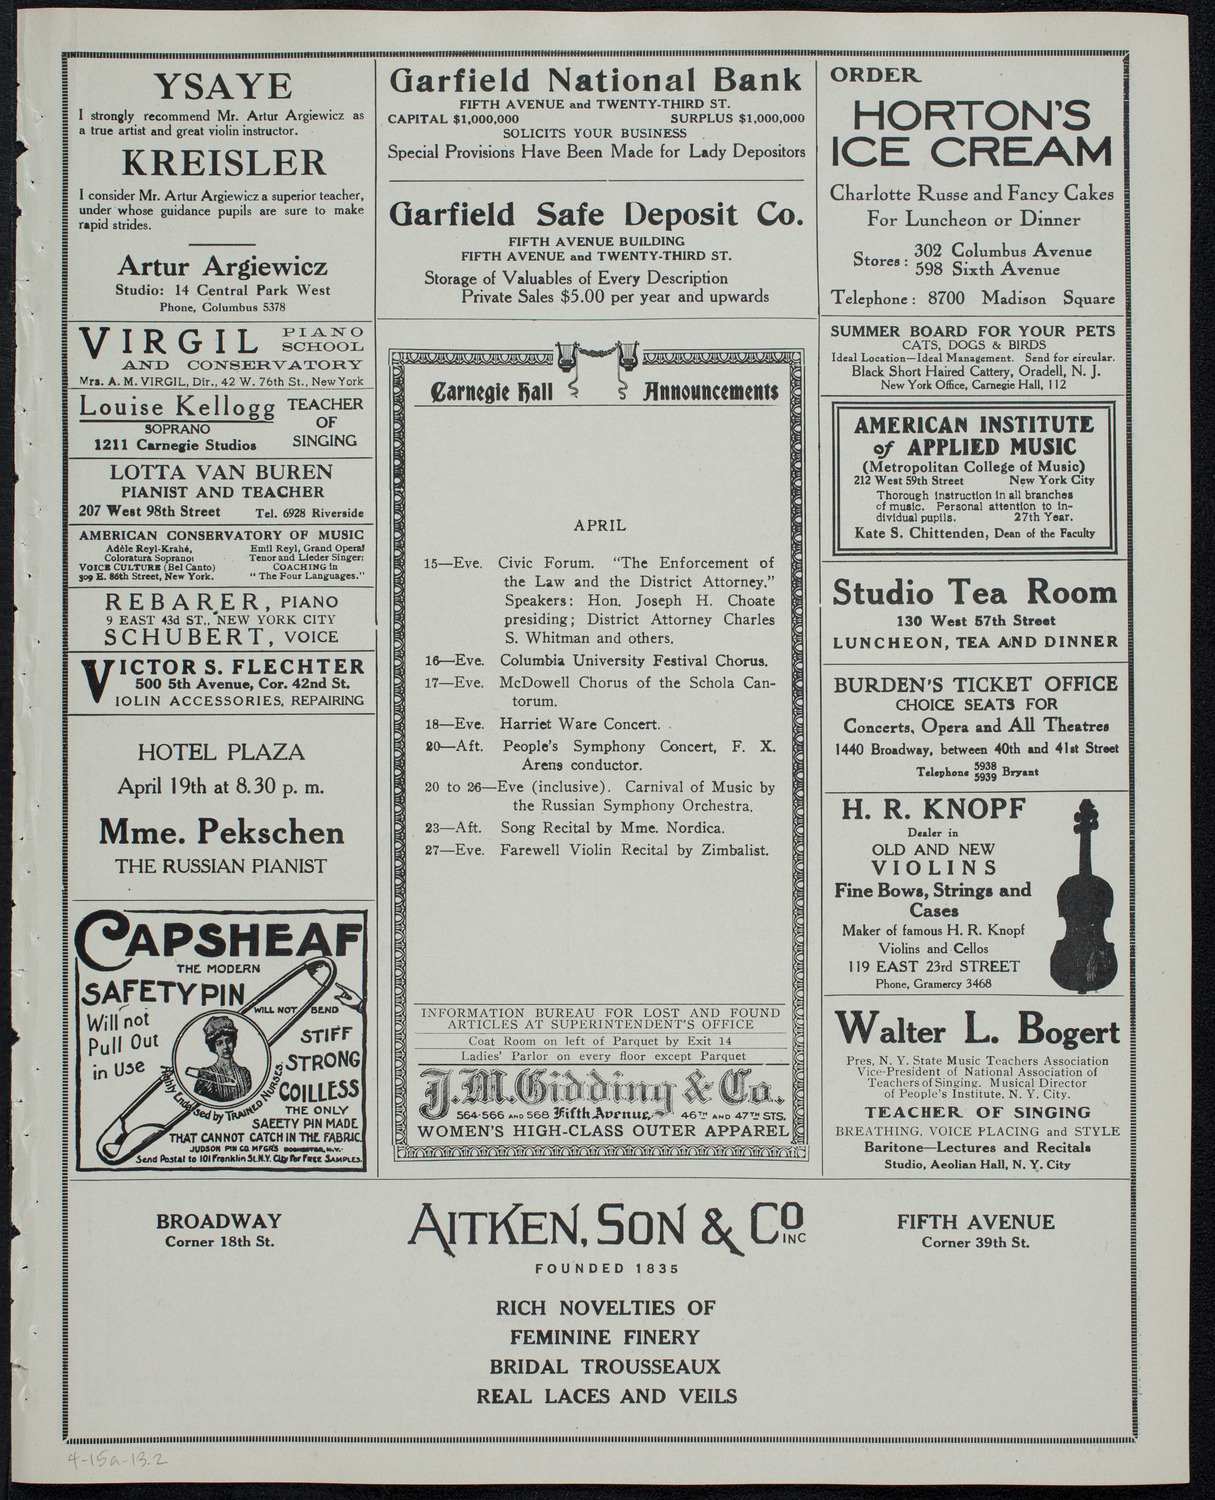 YSAYE
I strongly recommend Mr. Artur Argiewicz as
a true artist and great violin instructor.
KREISLER
I consider Mr. Artur Argiewicz a superior teacher,
under whose guidance pupils are sure to make
rapid strides.
Artur Argiewicz
Studio: 14 Central Park West
Phone, Columbus 5378
VIRGIL PIANO
SCHOOL
AND CONSERVATORY
Mrs. A. M. VIRGIL, Dir., 42 W. 76th St., New York
Louise Kellogg TEACHER
SOPRANO OF
1211 Carnegie Studios SINGING
LOTTA VAN BUREN
PIANIST AND TEACHER
207 West 98th Street Tel. 6928 Riverside
AMERICAN CONSERVATORY OF MUSIC
Adèle Reyl-Krahé, Emil Reyl, Grand Opera
Coloratura Soprano: Tenor and Lieder Singer:
VOICE CULTURE (Bel Canto) COACHING in
309 E. 86th Street, New York. "The Four Languages."
REBARER, PIANO
9 EAST 43d ST., NEW YORK CITY
SCHUBERT, VOICE
VICTOR S. FLECHTER
500 5th Avenue, Cor. 42nd St.
VIOLIN ACCESSORIES, REPAIRING
HOTEL PLAZA
April 19th at 8.30 p. m.
Mme. Pekschen
THE RUSSIAN PIANIST
CAPSHEAF
THE MODERN
SAFETY PIN
WILL NOT BEND
Will not
Pull Out
in Use
STIFF
STRONG
COILLESS
Highly Endorsed by TRAINED NURSES
THE ONLY
SAFETY PIN MADE
THAT CANNOT CATCH IN THE FABRIC.
JUDSON PIN CO. MFGRS ROCHESTER, N.Y.
Send Postal to 101 Franklin St. N.Y. City For Free SAMPLES.
Garfield National Bank
FIFTH AVENUE and TWENTY-THIRD ST.
CAPITAL $1,000,000 SURPLUS $1,000,000
SOLICITS YOUR BUSINESS
Special Provisions Have Been Made for Lady Depositors
Garfield Safe Deposit Co.
FIFTH AVENUE BUILDING
FIFTH AVENUE and TWENTY-THIRD ST.
Storage of Valuables of Every Description
Private Sales $5.00 per year and upwards
Carnegie Hall Announcements
APRIL
15—Eve. Civic Forum. "The Enforcement of
the Law and the District Attorney."
Speakers: Hon. Joseph H. Choate
presiding; District Attorney Charles
S. Whitman and others.
16—Eve. Columbia University Festival Chorus.
17—Eve. McDowell Chorus of the Schola Can-
torum.
18—Eve. Harriet Ware Concert.
20—Aft. People's Symphony Concert, F. X.
Arens conductor.
20 to 26—Eve (inclusive). Carnival of Music by
the Russian Symphony Orchestra.
23—Aft. Song Recital by Mme. Nordica.
27—Eve. Farewell Violin Recital by Zimbalist.
INFORMATION BUREAU FOR LOST AND FOUND
ARTICLES AT SUPERINTENDENT'S OFFICE
Coat Room on left of Parquet by Exit 14
Ladies' Parlor on every floor except Parquet
J. M. Gidding & Co.
564-566 AND 568 Fifth Avenue, 46TH AND 47TH STS.
WOMEN'S HIGH-CLASS OUTER APPAREL
ORDER
HORTON'S
ICE CREAM
Charlotte Russe and Fancy Cakes
For Luncheon or Dinner
Stores: 302 Columbus Avenue
598 Sixth Avenue
Telephone: 8700 Madison Square
SUMMER BOARD FOR YOUR PETS
CATS, DOGS & BIRDS
Ideal Location—Ideal Management. Send for circular.
Black Short Haired Cattery, Oradell, N. J.
New York Office, Carnegie Hall, 112
AMERICAN INSTITUTE
of APPLIED MUSIC
(Metropolitan College of Music)
212 West 59th Street New York City
Thorough instruction in all branches
of music. Personal attention to in-
dividual pupils. 27th Year.
Kate S. Chittenden, Dean of the Faculty
Studio Tea Room
130 West 57th Street
LUNCHEON, TEA AND DINNER
BURDEN'S TICKET OFFICE
CHOICE SEATS FOR
Concerts, Opera and All Theatres
1440 Broadway, between 40th and 41st Street
Telephone 5938
5939 Bryant
H. R. KNOPF
Dealer in
OLD AND NEW
VIOLINS
Fine Bows, Strings and
Cases
Maker of famous H. R. Knopf
Violins and Cellos
119 EAST 23rd STREET
Phone, Gramercy 3468
Walter L. Bogert
Pres. N. Y. State Music Teachers Association
Vice-President of National Association of
Teachers of Singing. Musical Director
of People's Institute, N. Y. City.
TEACHER OF SINGING
BREATHING, VOICE PLACING and STYLE
Baritone—Lectures and Recitals
Studio, Aeolian Hall, N. Y. City
BROADWAY
Corner 18th St.
AITKEN, SON & CO INC
FOUNDED 1835
FIFTH AVENUE
Corner 39th St.
RICH NOVELTIES OF
FEMININE FINERY
BRIDAL TROUSSEAUX
REAL LACES AND VEILS
4-15a-13.2